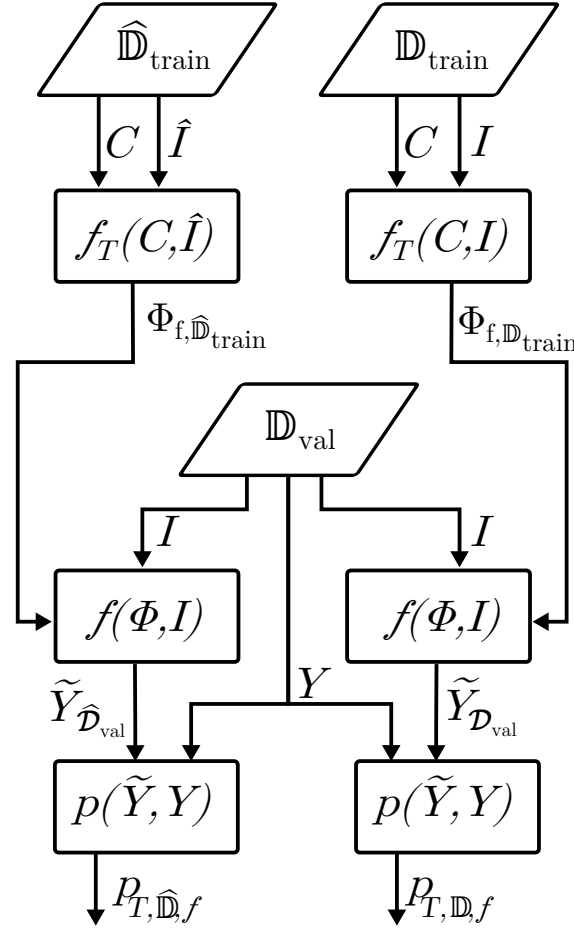 𝔻̂_train 𝔻_train
C Î C I
f_T(C,Î) f_T(C,I)
Φ_f,𝔻̂_train Φ_f,𝔻_train
𝔻_val
I I
f(Φ,I) f(Φ,I)
Ỹ_𝓓̂_val Y Ỹ_𝓓_val
p(Ỹ,Y) p(Ỹ,Y)
p_T,𝔻̂,f p_T,𝔻,f